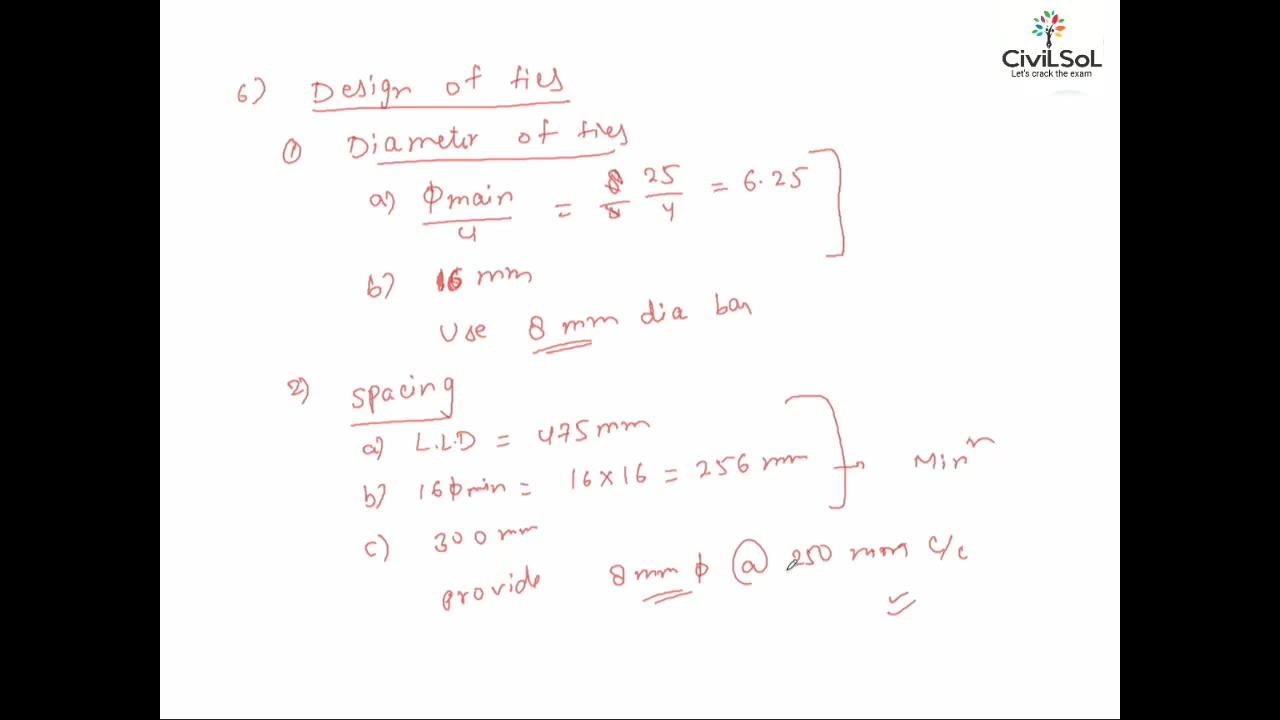 CiviLSoL
Let's crack the exam
6) Design of ties
① Diameter of ties
a) ϕmain/4 = 25/4 = 6.25
b) 6 mm
Use 8 mm dia bar
2) Spacing
a) L.L.D = 475 mm
b) 16ϕmin = 16×16 = 256 mm
Min^m
c) 300 mm
provide 8 mm ϕ @ 250 mm c/c